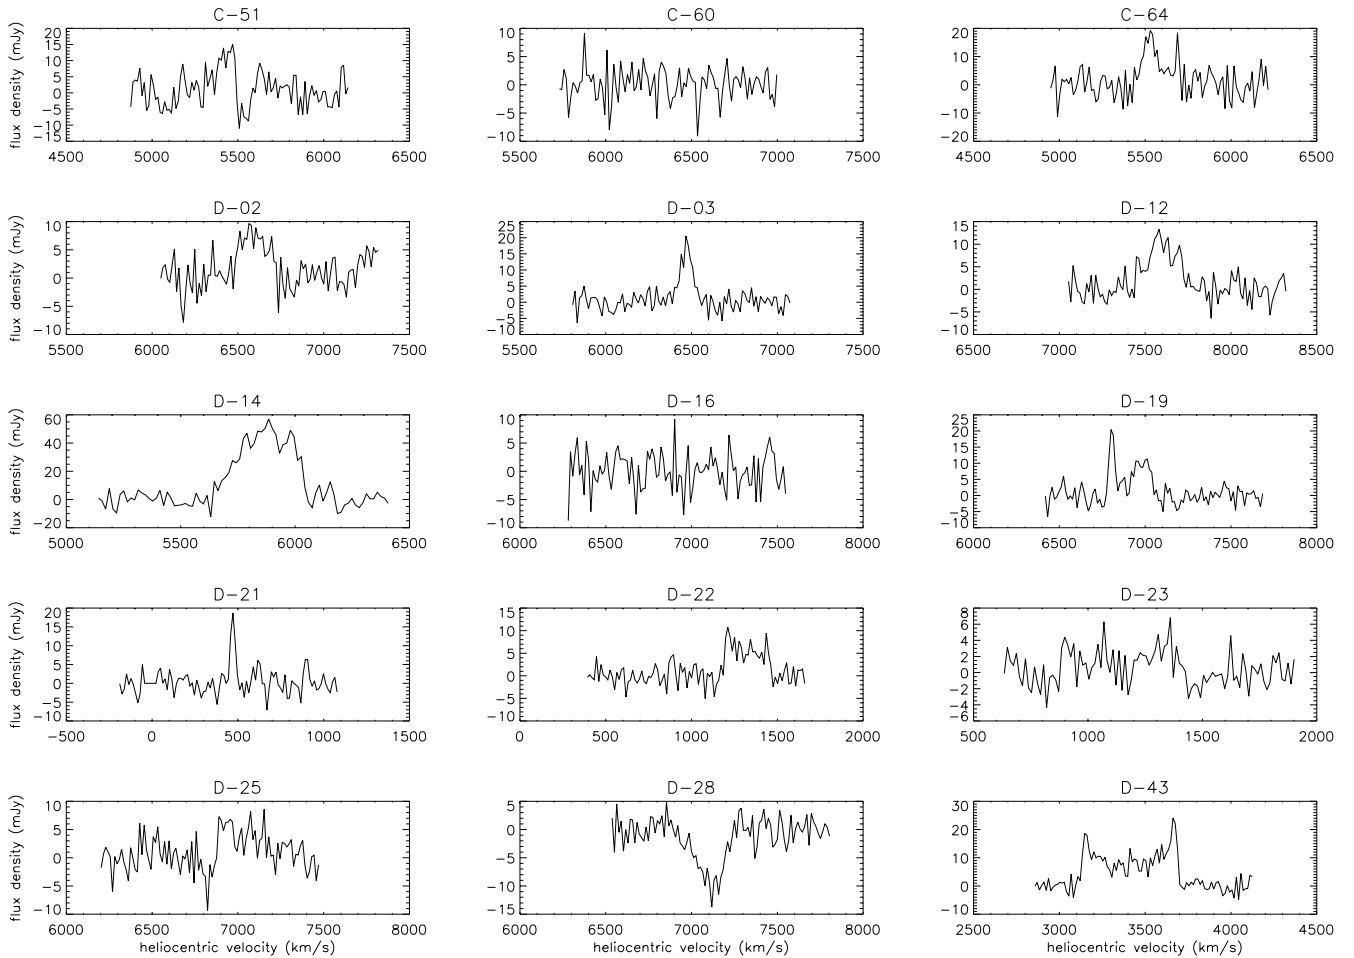 C-51 C-60 C-64
flux density (mJy)
20 15 10 5 0 -5 -10 -15
10 5 0 -5 -10
20 10 0 -10 -20
4500 5000 5500 6000 6500 5500 6000 6500 7000 7500 4500 5000 5500 6000 6500
D-02 D-03 D-12
flux density (mJy)
10 5 0 -5 -10
25 20 15 10 5 0 -5 -10
15 10 5 0 -5 -10
5500 6000 6500 7000 7500 5500 6000 6500 7000 7500 6500 7000 7500 8000 8500
D-14 D-16 D-19
flux density (mJy)
60 40 20 0 -20
10 5 0 -5 -10
25 20 15 10 5 0 -5 -10
5000 5500 6000 6500 6000 6500 7000 7500 8000 6000 6500 7000 7500 8000
D-21 D-22 D-23
flux density (mJy)
20 15 10 5 0 -5 -10
15 10 5 0 -5 -10
8 6 4 2 0 -2 -4 -6
-500 0 500 1000 1500 0 500 1000 1500 2000 500 1000 1500 2000
D-25 D-28 D-43
flux density (mJy)
10 5 0 -5 -10
5 0 -5 -10 -15
30 20 10 0 -10
6000 6500 7000 7500 8000 6000 6500 7000 7500 8000 2500 3000 3500 4000 4500
heliocentric velocity (km/s) heliocentric velocity (km/s) heliocentric velocity (km/s)